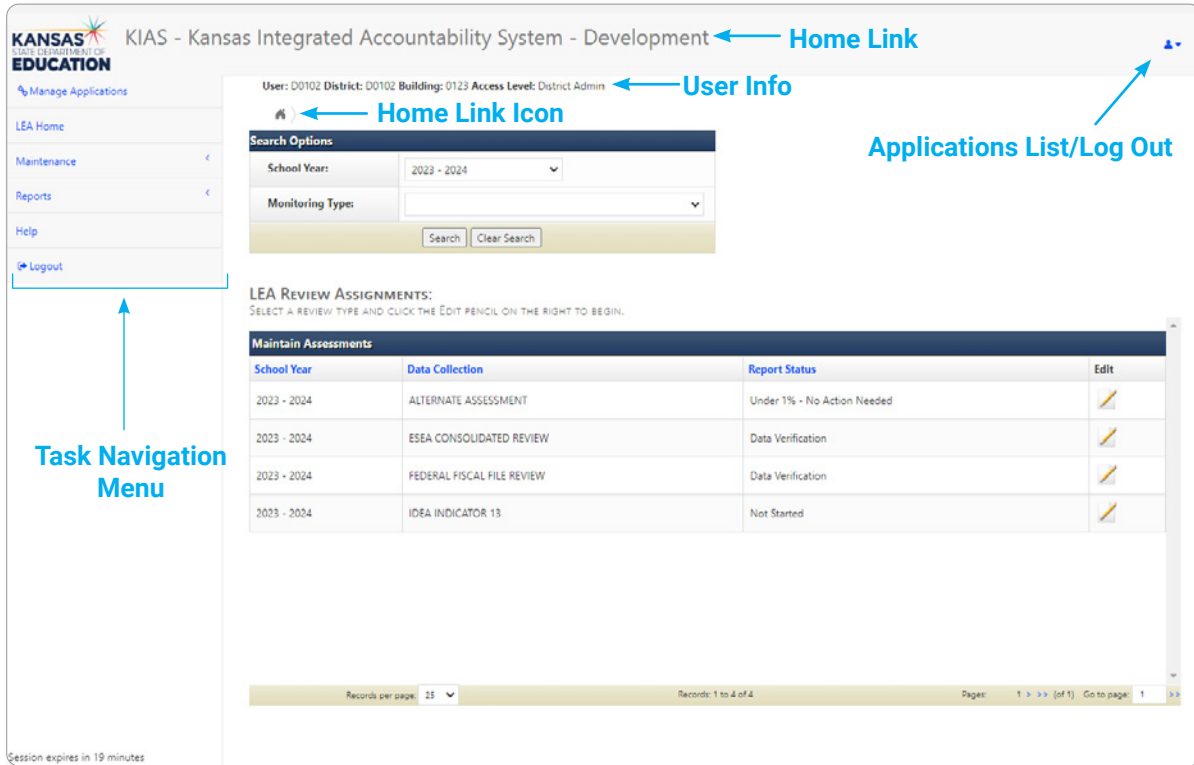 KANSAS
STATE DEPARTMENT OF
EDUCATION
KIAS - Kansas Integrated Accountability System - Development
Home Link
User: D0102 District: D0102 Building: 0123 Access Level: District Admin
User Info
Home Link Icon
Applications List/Log Out
Manage Applications
LEA Home
Maintenance
Reports
Help
Logout
Task Navigation
Menu
Search Options
School Year: 2023 - 2024
Monitoring Type:
Search Clear Search
LEA REVIEW ASSIGNMENTS:
SELECT A REVIEW TYPE AND CLICK THE EDIT PENCIL ON THE RIGHT TO BEGIN.
Maintain Assessments
School Year Data Collection Report Status Edit
2023 - 2024 ALTERNATE ASSESSMENT Under 1% - No Action Needed
2023 - 2024 ESEA CONSOLIDATED REVIEW Data Verification
2023 - 2024 FEDERAL FISCAL FILE REVIEW Data Verification
2023 - 2024 IDEA INDICATOR 13 Not Started
Records per page: 25 Records: 1 to 4 of 4 Pages: 1 > >> (of 1) Go to page: 1 >>
Session expires in 19 minutes